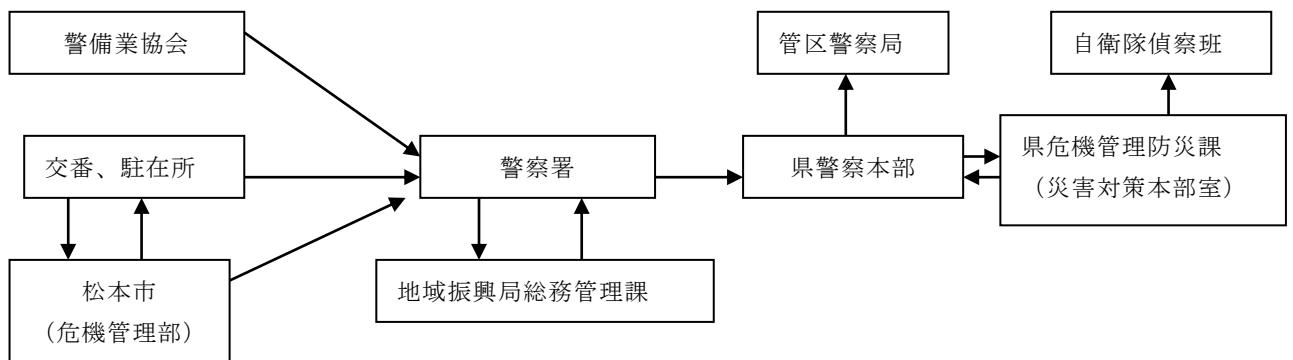 警備業協会
管区警察局
自衛隊偵察班
交番、駐在所
警察署
県警察本部
県危機管理防災課
（災害対策本部室）
松本市
（危機管理部）
地域振興局総務管理課